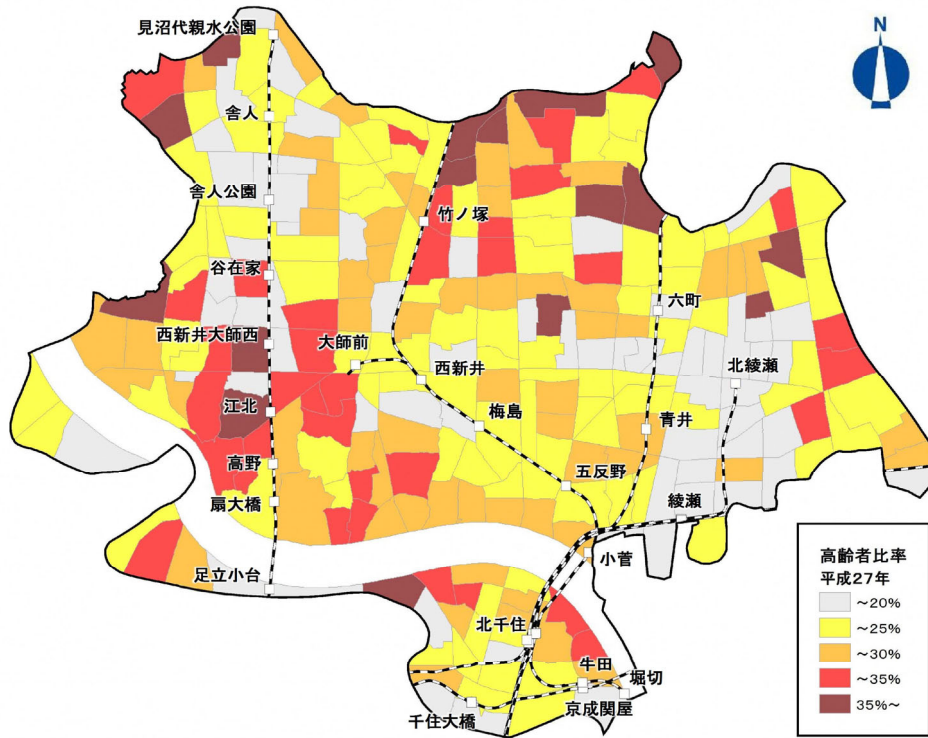 見沼代親水公園
N
舎人
舎人公園
竹ノ塚
谷在家
六町
西新井大師西
大師前
西新井
北綾瀬
江北
梅島
青井
高野
五反野
扇大橋
綾瀬
小菅
足立小台
北千住
牛田
堀切
京成関屋
千住大橋
高齢者比率
平成27年
～20%
～25%
～30%
～35%
35%～